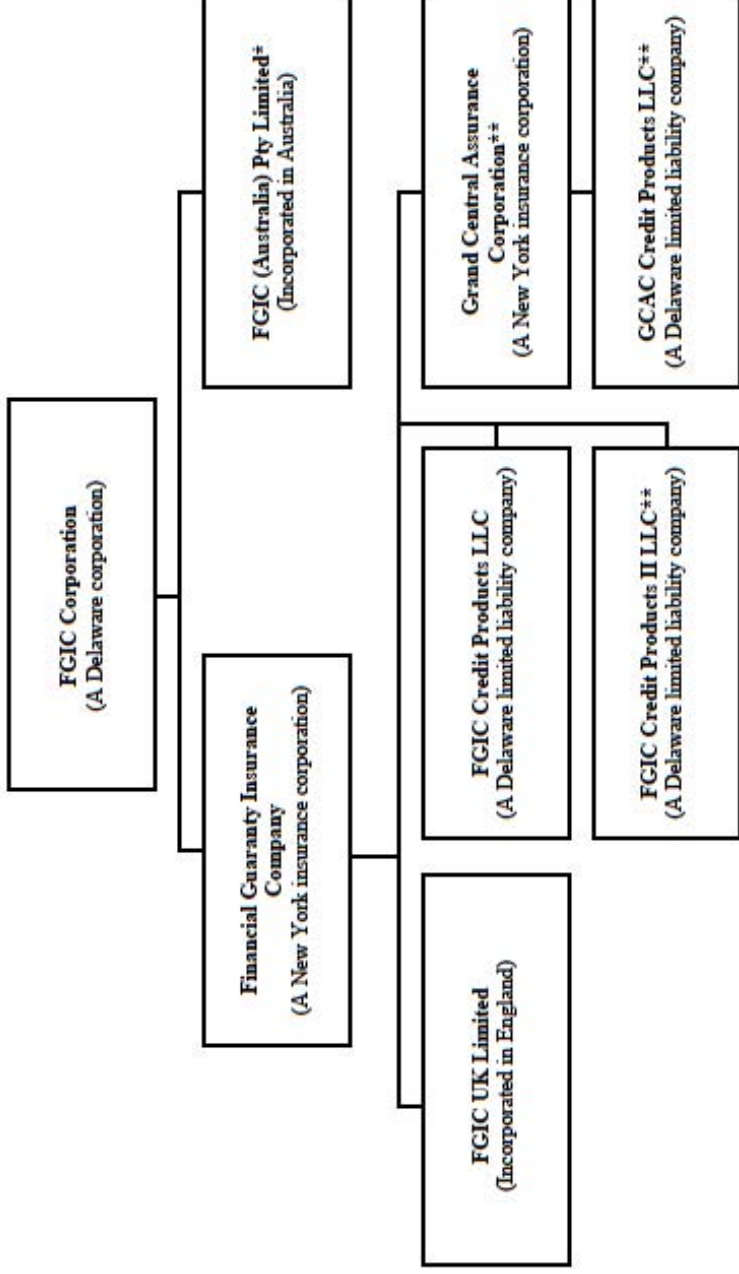 FGIC Corporation
(A Delaware corporation)
Financial Guaranty Insurance
Company
(A New York insurance corporation)
FGIC (Australia) Pty Limited*
(Incorporated in Australia)
FGIC UK Limited
(Incorporated in England)
FGIC Credit Products LLC
(A Delaware limited liability company)
Grand Central Assurance
Corporation**
(A New York insurance corporation)
FGIC Credit Products II LLC**
(A Delaware limited liability company)
GCAC Credit Products LLC**
(A Delaware limited liability company)